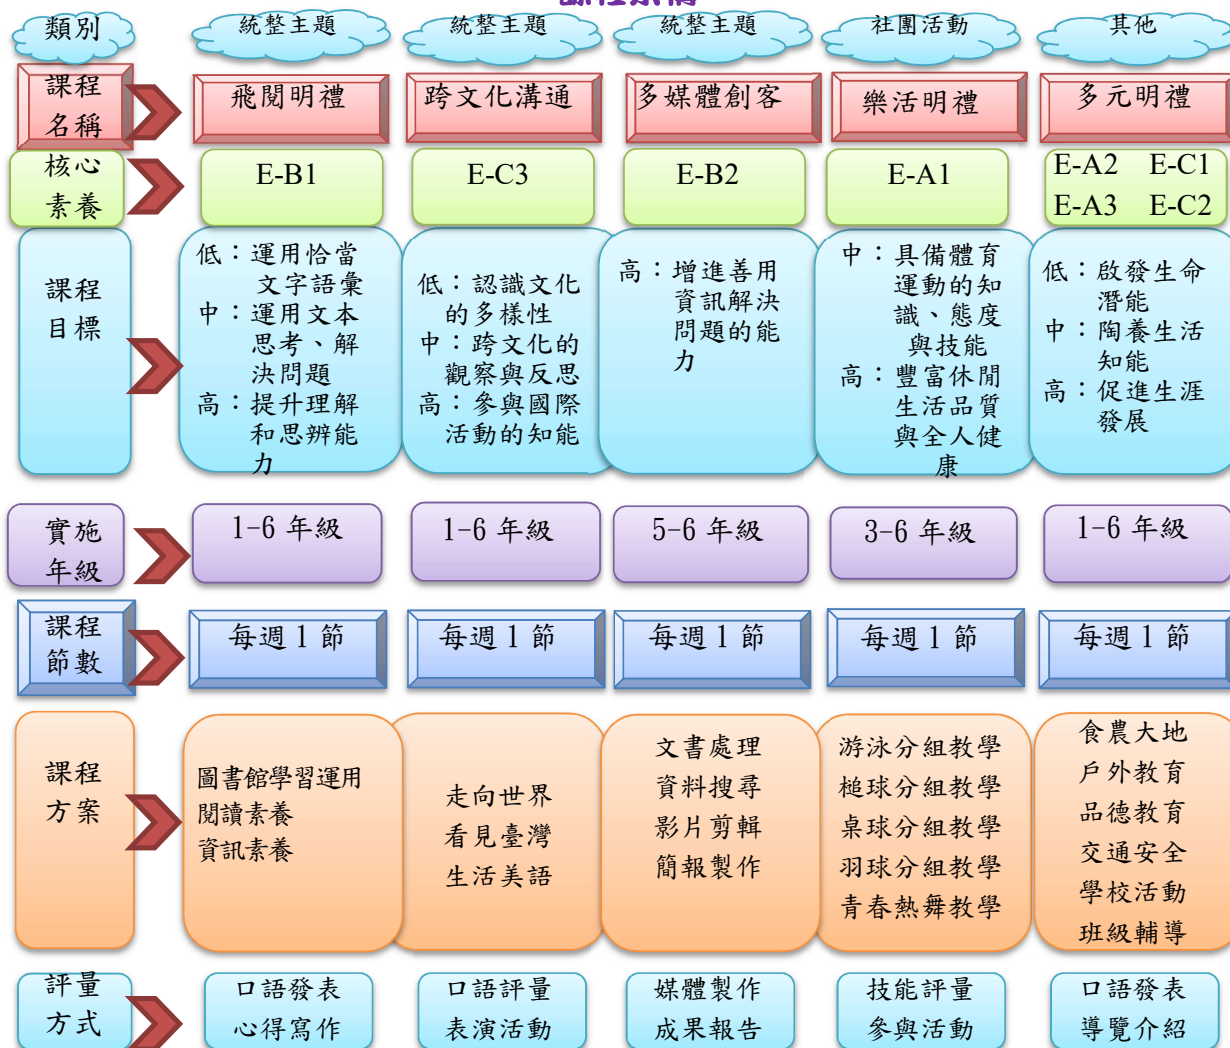 類別
統整主題
統整主題
統整主題
社團活動
其他
課程
名稱
飛閱明禮
跨文化溝通
多媒體創客
樂活明禮
多元明禮
核心
素養
E-B1
E-C3
E-B2
E-A1
E-A2 E-C1
E-A3 E-C2
課程
目標
低：運用恰當
文字語彙
中：運用文本
思考、解
決問題
高：提升理解
和思辨能
力
低：認識文化
的多樣性
中：跨文化的
觀察與反思
高：參與國際
活動的知能
高：增進善用
資訊解決
問題的能
力
中：具備體育
運動的知
識、態度
與技能
高：豐富休閒
生活品質
與全人健
康
低：啟發生命
潛能
中：陶養生活
知能
高：促進生涯
發展
實施
年級
1-6 年級
1-6 年級
5-6 年級
3-6 年級
1-6 年級
課程
節數
每週 1 節
每週 1 節
每週 1 節
每週 1 節
每週 1 節
課程
方案
圖書館學習運用
閱讀素養
資訊素養
走向世界
看見臺灣
生活美語
文書處理
資料搜尋
影片剪輯
簡報製作
游泳分組教學
槌球分組教學
桌球分組教學
羽球分組教學
青春熱舞教學
食農大地
戶外教育
品德教育
交通安全
學校活動
班級輔導
評量
方式
口語發表
心得寫作
口語評量
表演活動
媒體製作
成果報告
技能評量
參與活動
口語發表
導覽介紹